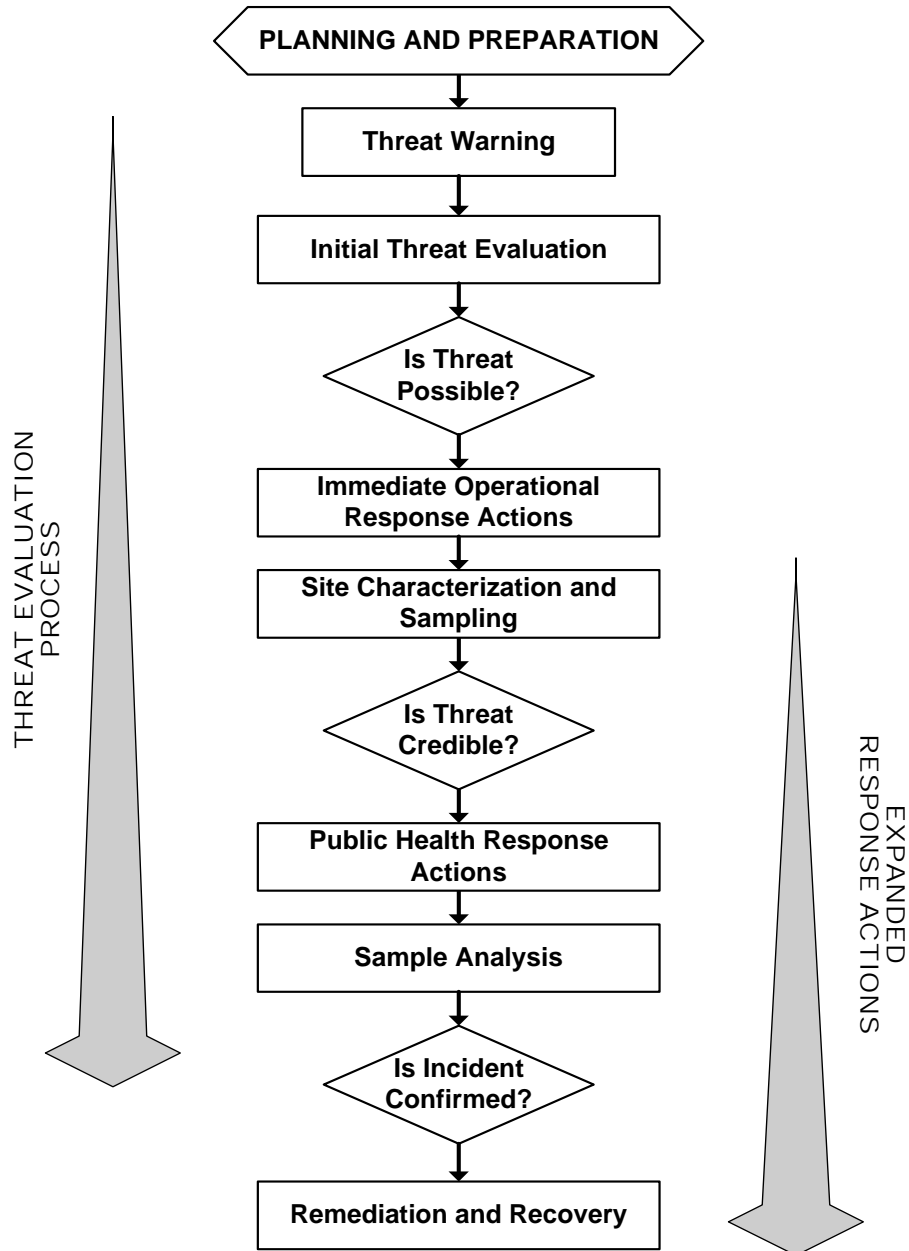 PLANNING AND PREPARATION
Threat Warning
Initial Threat Evaluation
Is Threat
Possible?
Immediate Operational
Response Actions
Site Characterization and
Sampling
Is Threat
Credible?
Public Health Response
Actions
Sample Analysis
Is Incident
Confirmed?
Remediation and Recovery
THREAT EVALUATION
PROCESS
EXPANDED
RESPONSE ACTIONS